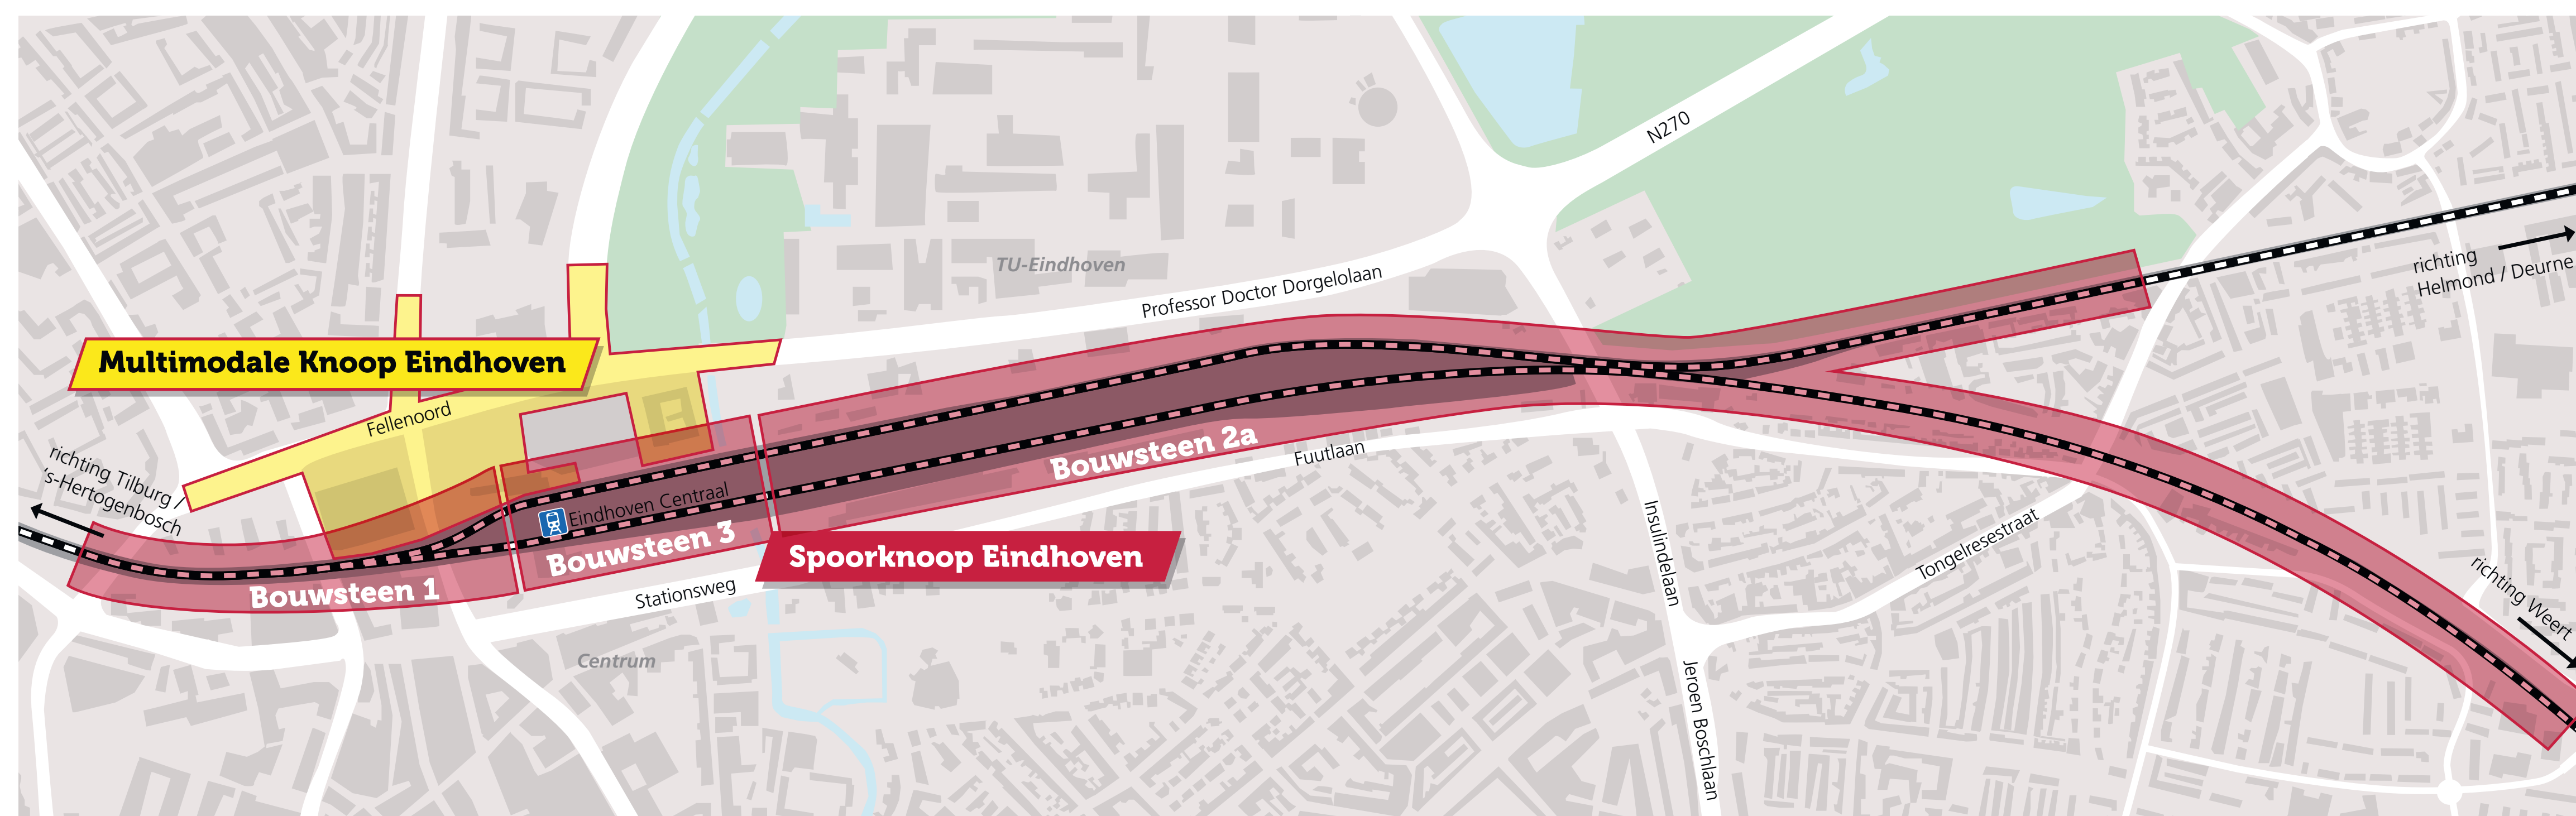 N270
TU-Eindhoven
Professor Doctor Dorgelolaan
richting
Helmond / Deurne
Multimodale Knoop Eindhoven
Fellenoord
richting Tilburg /
's-Hertogenbosch
Eindhoven Centraal
Bouwsteen 1
Bouwsteen 3
Bouwsteen 2a
Fuutlaan
Spoorknoop Eindhoven
Stationsweg
Centrum
Insulindelaan
Tongelresestraat
Jeroen Boschlaan
richting Weert